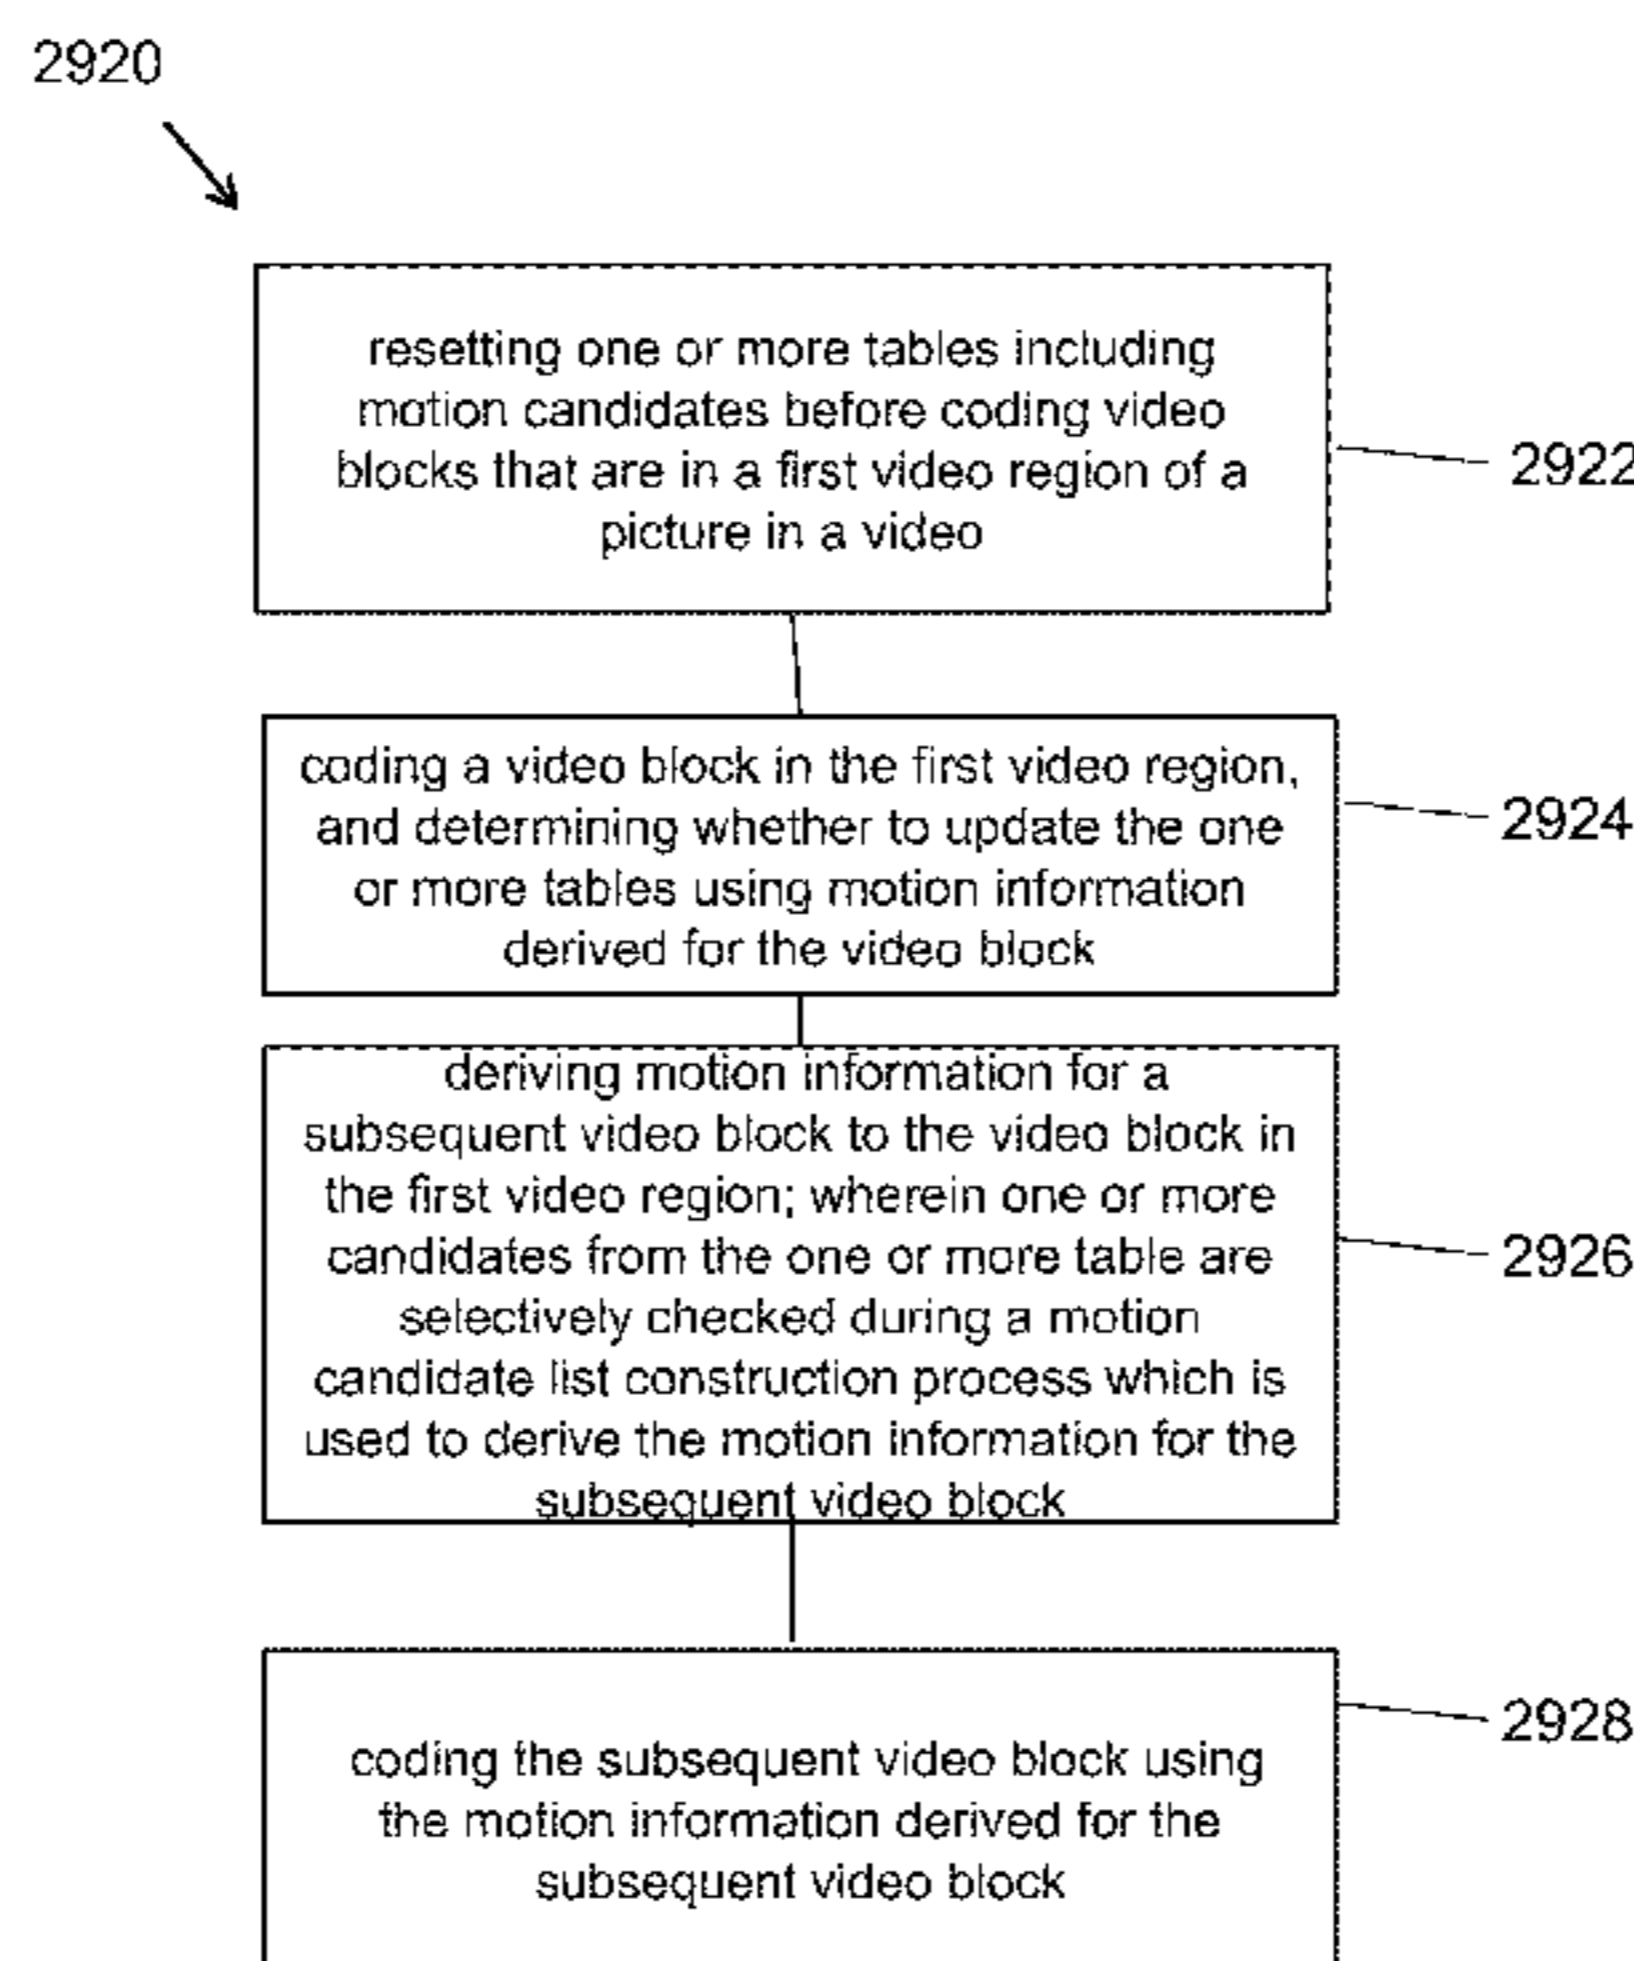 2920
resetting one or more tables including
motion candidates before coding video
blocks that are in a first video region of a
picture in a video
2922
coding a video block in the first video region,
and determining whether to update the one
or more tables using motion information
derived for the video block
2924
deriving motion information for a
subsequent video block to the video block in
the first video region; wherein one or more
candidates from the one or more table are
selectively checked during a motion
candidate list construction process which is
used to derive the motion information for the
subsequent video block
2926
coding the subsequent video block using
the motion information derived for the
subsequent video block
2928